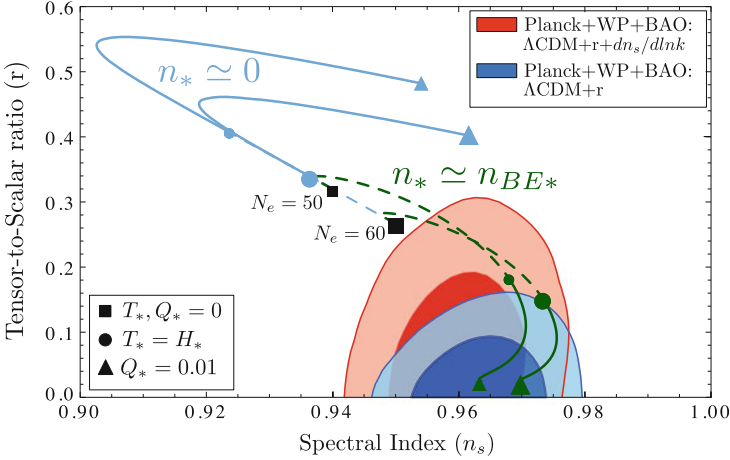 0.6
0.5
0.4
0.3
0.2
0.1
0.0
0.90
0.92
0.94
0.96
0.98
1.00
Tensor-to-Scalar ratio (r)
Spectral Index (n_s)
Planck+WP+BAO:
ΛCDM+r+dn_s/dlnk
Planck+WP+BAO:
ΛCDM+r
n_* ≃ 0
n_* ≃ n_{BE*}
N_e = 50
N_e = 60
T_*, Q_* = 0
T_* = H_*
Q_* = 0.01